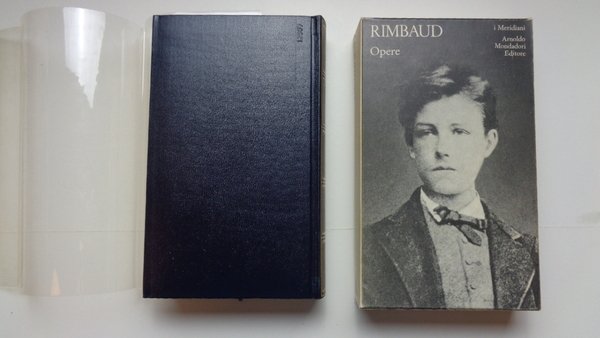 RIMBAUD
Opere
i Meridiani
Arnoldo
Mondadori
Editore